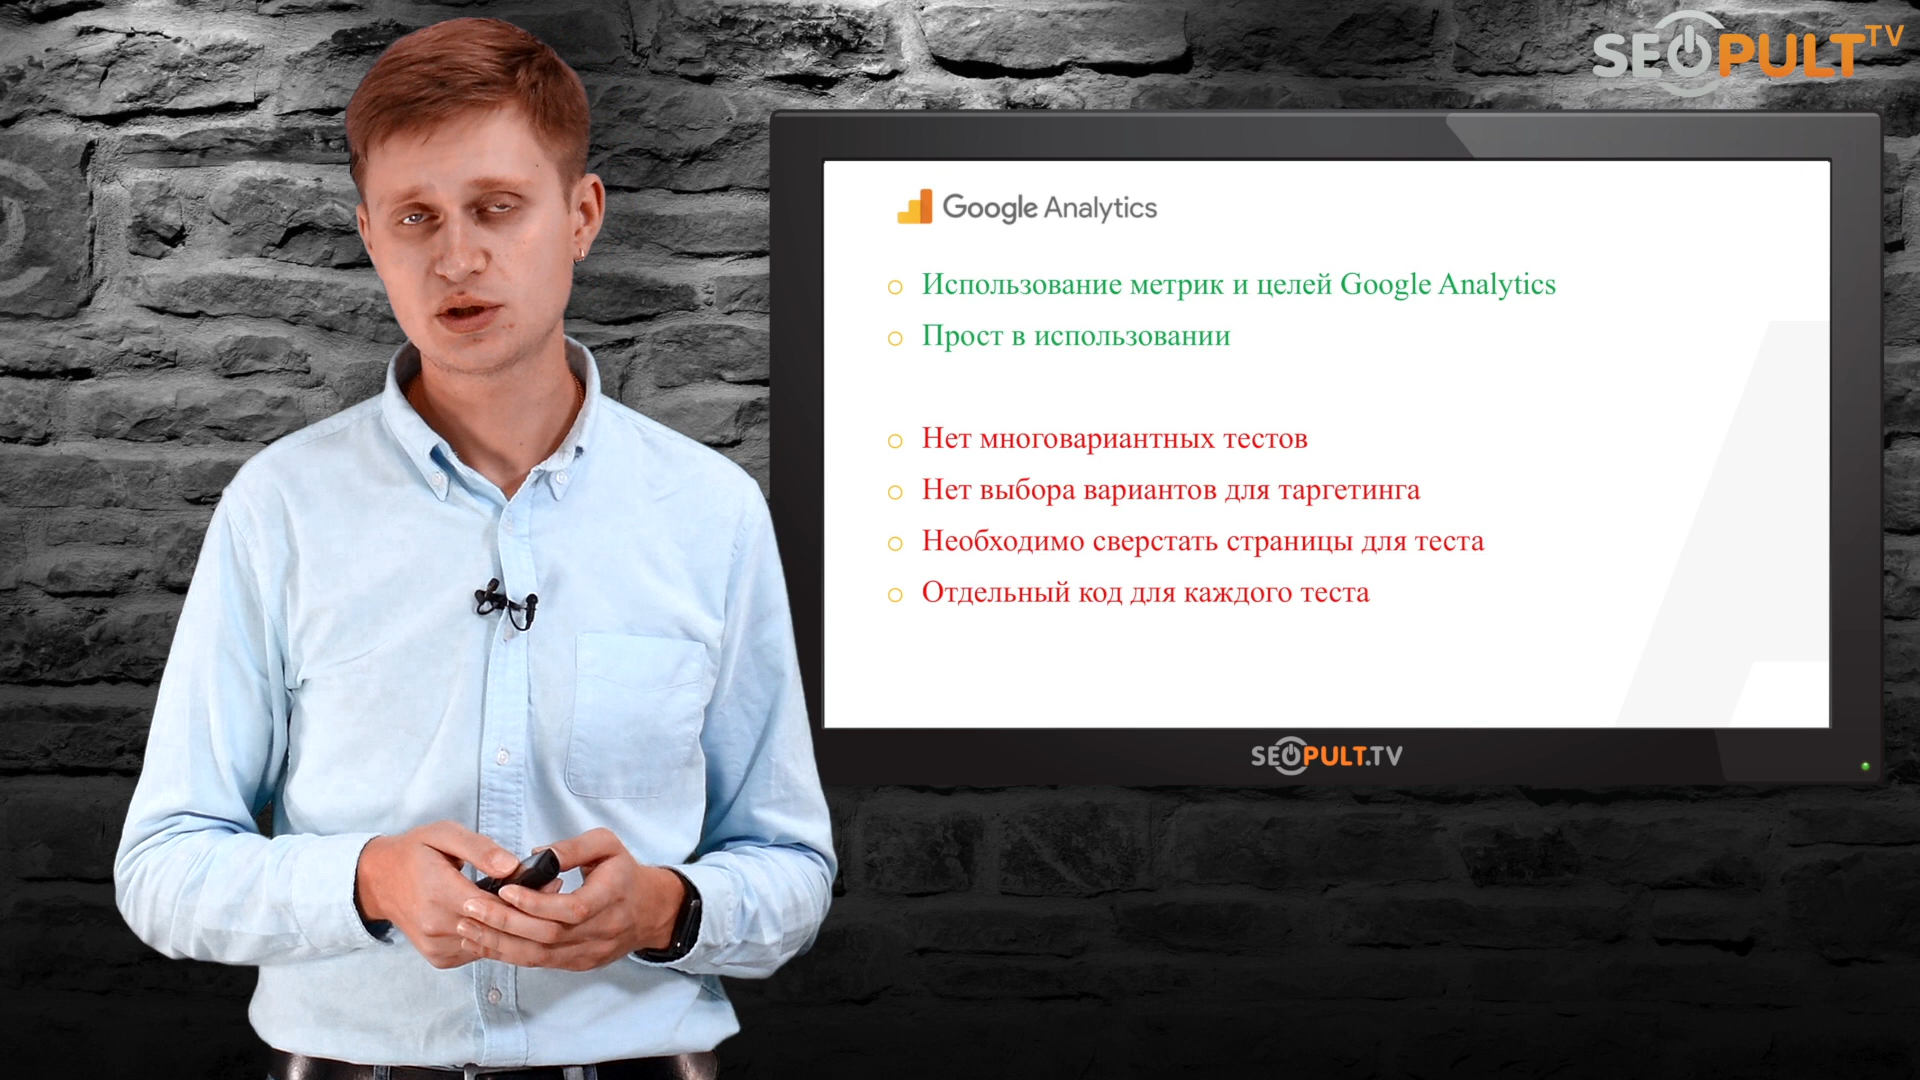 SEOPULT TV
Google Analytics
Использование метрик и целей Google Analytics
Прост в использовании
Нет многовариантных тестов
Нет выбора вариантов для таргетинга
Необходимо сверстать страницы для теста
Отдельный код для каждого теста
SEOPULT.TV